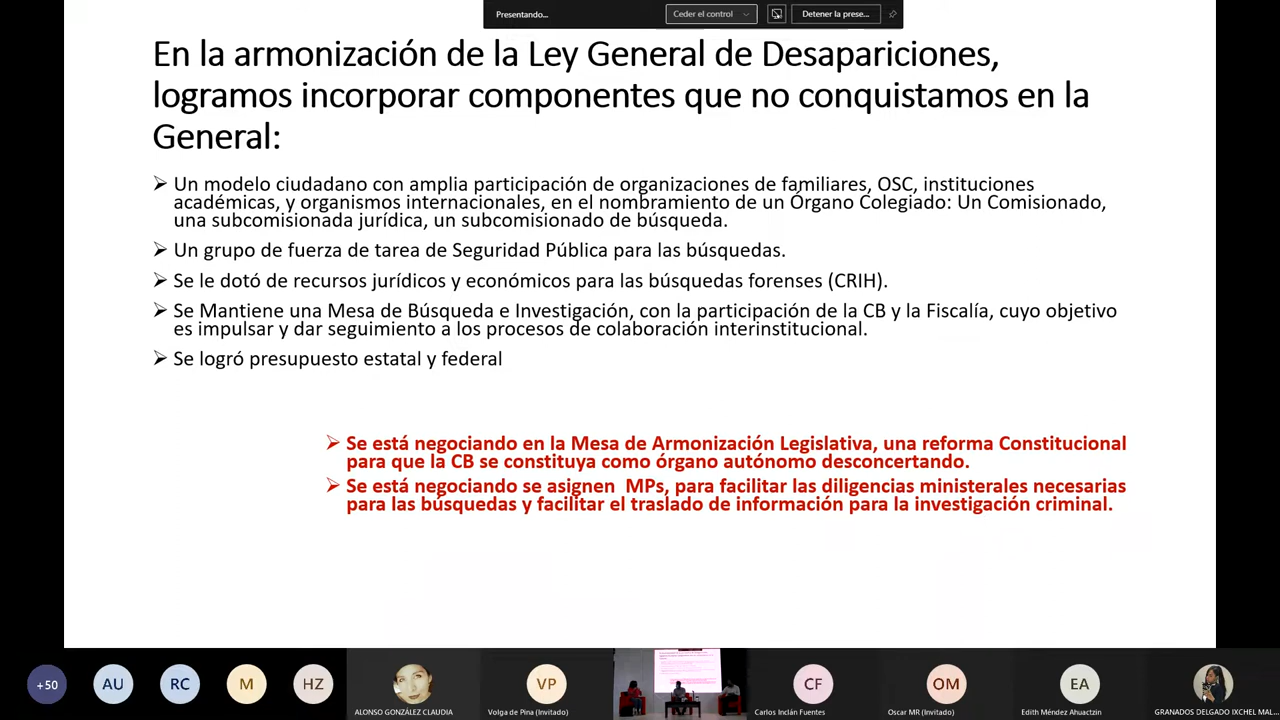 Presentando...
Ceder el control
Detener la prese...
En la armonización de la Ley General de Desapariciones,
logramos incorporar componentes que no conquistamos en la
General:
Un modelo ciudadano con amplia participación de organizaciones de familiares, OSC, instituciones
académicas, y organismos internacionales, en el nombramiento de un Órgano Colegiado: Un Comisionado,
una subcomisionada jurídica, un subcomisionado de búsqueda.
Un grupo de fuerza de tarea de Seguridad Pública para las búsquedas.
Se le dotó de recursos jurídicos y económicos para las búsquedas forenses (CRIH).
Se Mantiene una Mesa de Búsqueda e Investigación, con la participación de la CB y la Fiscalía, cuyo objetivo
es impulsar y dar seguimiento a los procesos de colaboración interinstitucional.
Se logró presupuesto estatal y federal
Se está negociando en la Mesa de Armonización Legislativa, una reforma Constitucional
para que la CB se constituya como órgano autónomo desconcertando.
Se está negociando se asignen MPs, para facilitar las diligencias ministerales necesarias
para las búsquedas y facilitar el traslado de información para la investigación criminal.
+50
AU
RC
M
HZ
ALONSO GONZÁLEZ CLAUDIA
VP
Volga de Pina (Invitado)
CF
Carlos Inclán Fuentes
OM
Oscar MR (Invitado)
EA
Edith Méndez Ahuactzin
GRANADOS DELGADO IXCHEL MAL...